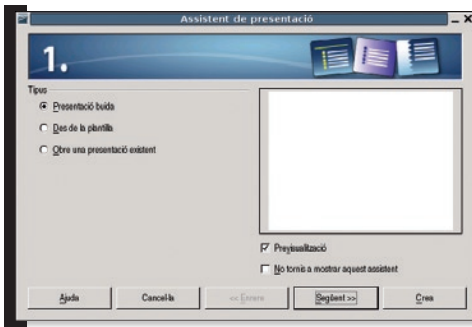 Assistent de presentació
1.
Tipus
Presentació buida
Des de la plantilla
Obre una presentació existent
Previsualització
No tornis a mostrar aquest assistent
Ajuda
Cancel·la
<< Enrere
Següent >>
Crea